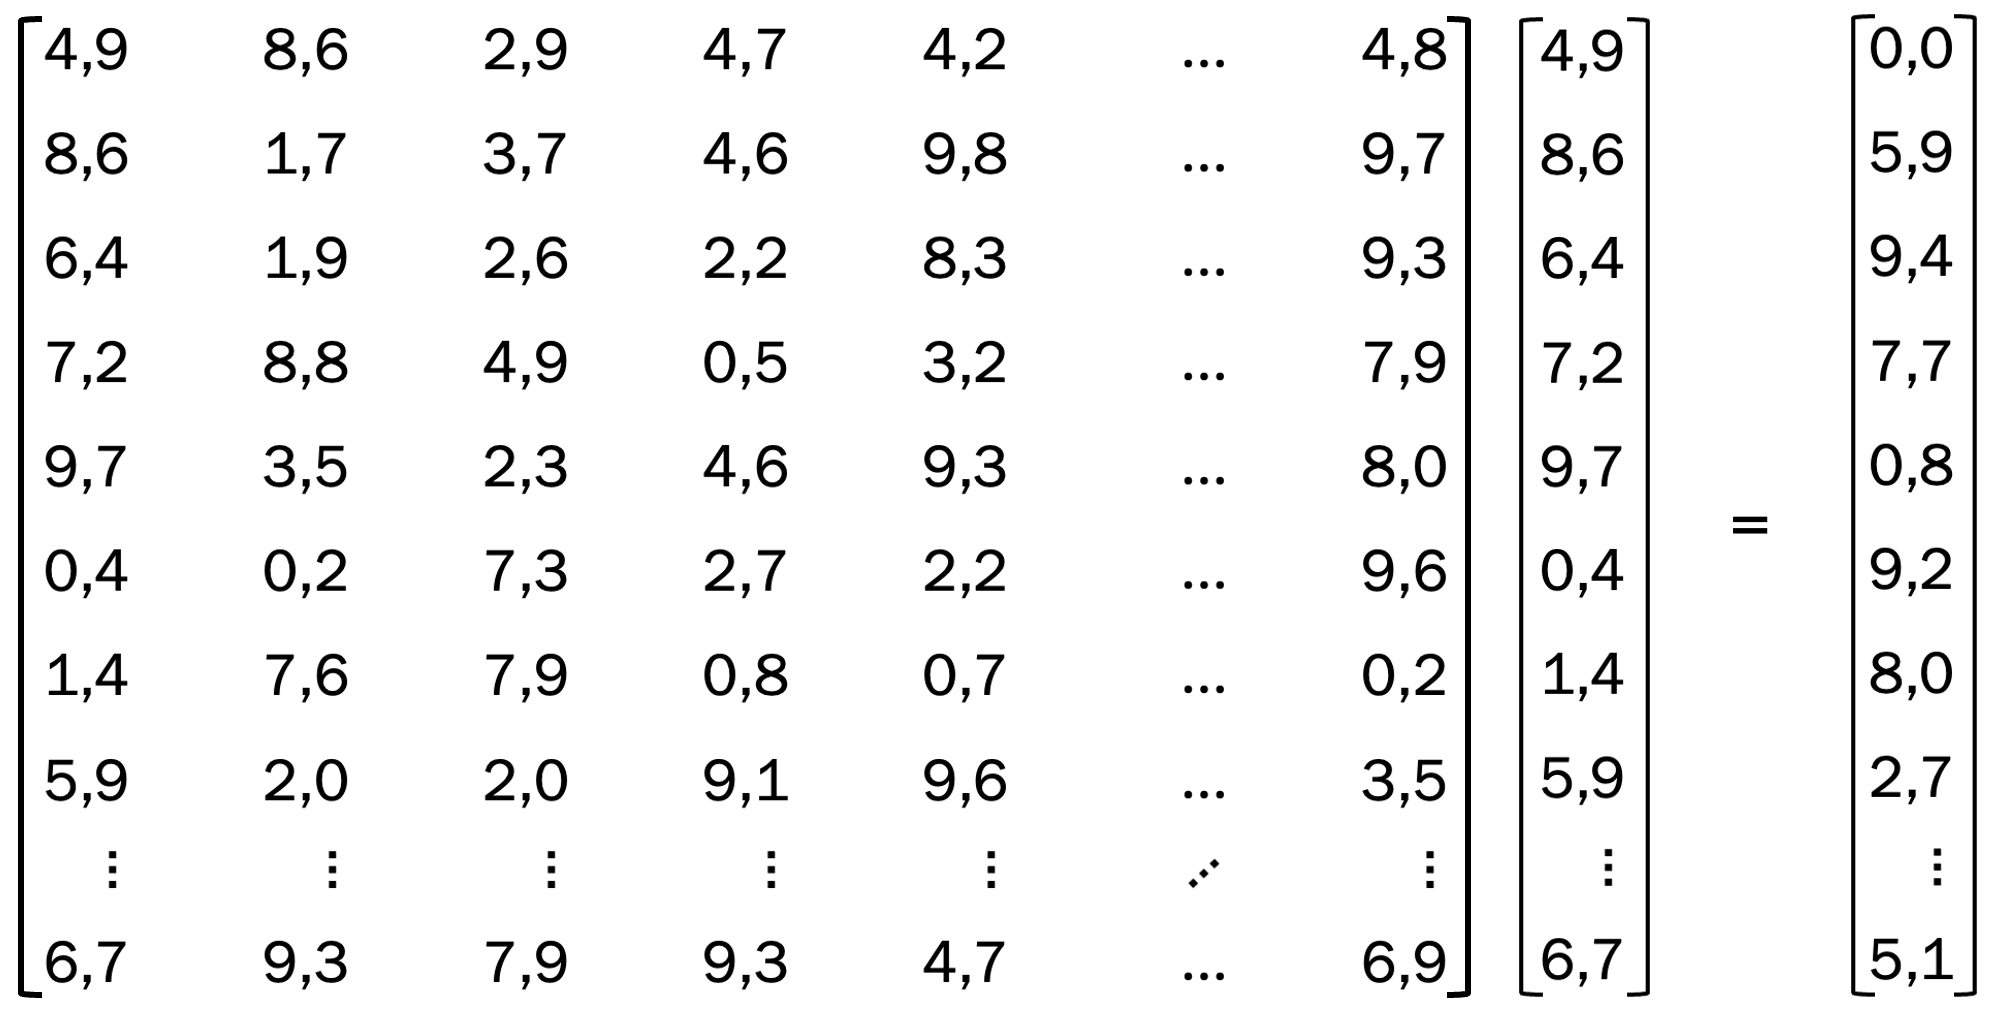 4,9 8,6 2,9 4,7 4,2 ... 4,8 4,9 0,0
8,6 1,7 3,7 4,6 9,8 ... 9,7 8,6 5,9
6,4 1,9 2,6 2,2 8,3 ... 9,3 6,4 9,4
7,2 8,8 4,9 0,5 3,2 ... 7,9 7,2 7,7
9,7 3,5 2,3 4,6 9,3 ... 8,0 9,7 0,8
=
0,4 0,2 7,3 2,7 2,2 ... 9,6 0,4 9,2
1,4 7,6 7,9 0,8 0,7 ... 0,2 1,4 8,0
5,9 2,0 2,0 9,1 9,6 ... 3,5 5,9 2,7
⋮ ⋮ ⋮ ⋮ ⋮ ⋰ ⋮ ⋮ ⋮
6,7 9,3 7,9 9,3 4,7 ... 6,9 6,7 5,1